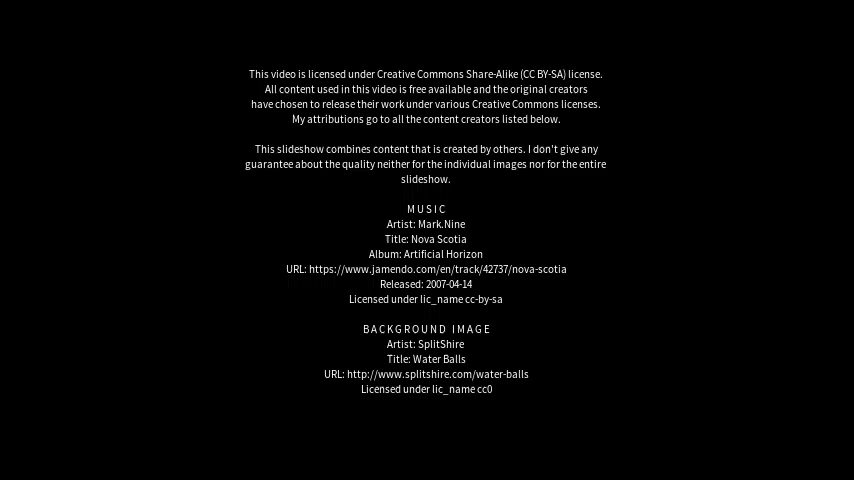 This video is licensed under Creative Commons Share-Alike (CC BY-SA) license.
All content used in this video is free available and the original creators
have chosen to release their work under various Creative Commons licenses.
My attributions go to all the content creators listed below.
This slideshow combines content that is created by others. I don't give any
guarantee about the quality neither for the individual images nor for the entire
slideshow.
MUSIC
Artist: Mark.Nine
Title: Nova Scotia
Album: Artificial Horizon
URL: https://www.jamendo.com/en/track/42737/nova-scotia
Released: 2007-04-14
Licensed under lic_name cc-by-sa
BACKGROUND IMAGE
Artist: SplitShire
Title: Water Balls
URL: http://www.splitshire.com/water-balls
Licensed under lic_name cc0